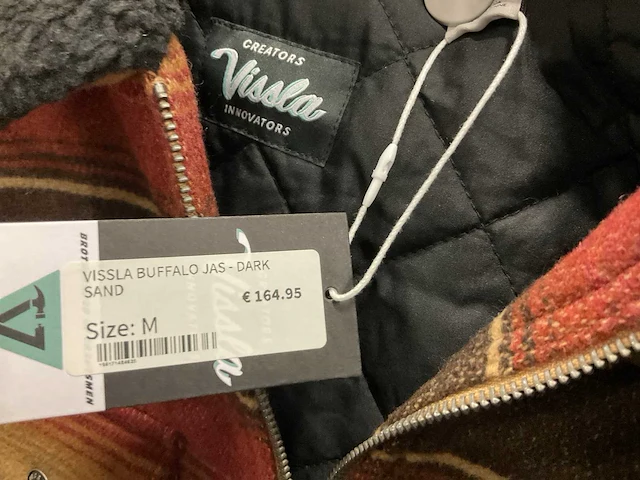 CREATORS
Vissla
INNOVATORS
VISSLA BUFFALO JAS - DARK
SAND
€ 164.95
Size: M